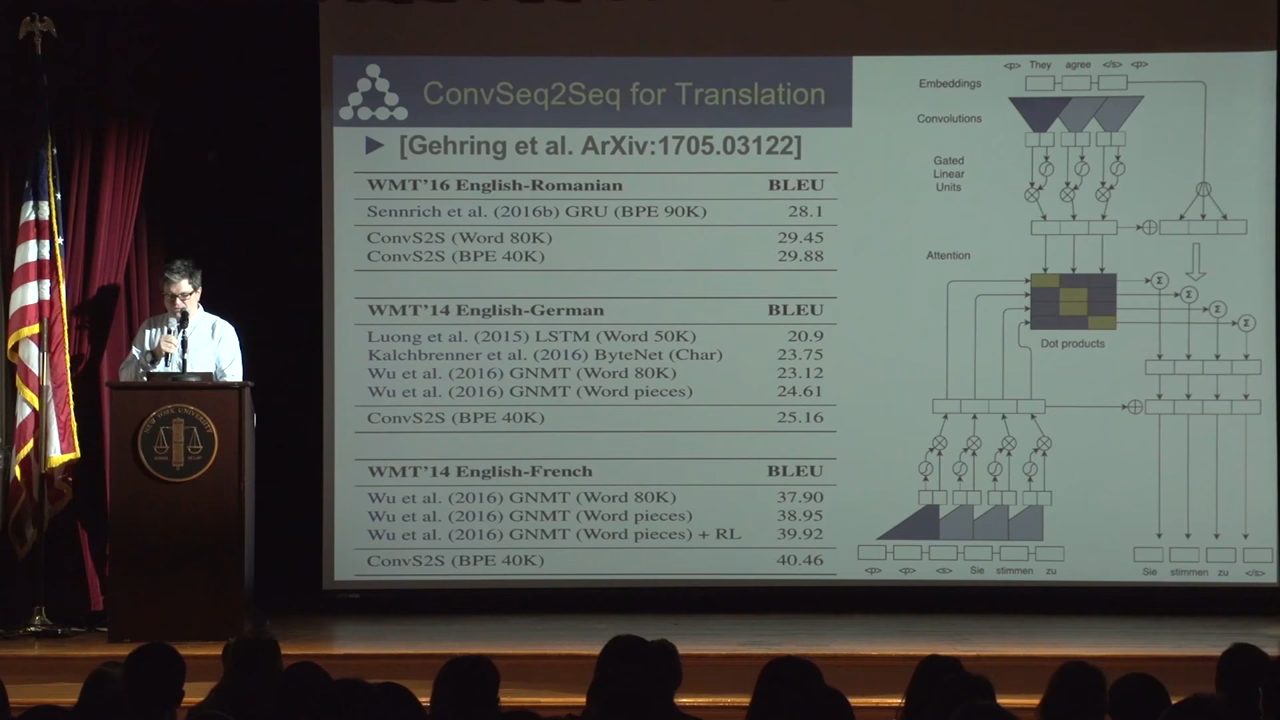 ConvSeq2Seq for Translation
[Gehring et al. ArXiv:1705.03122]
WMT'16 English-Romanian BLEU
Sennrich et al. (2016b) GRU (BPE 90K) 28.1
ConvS2S (Word 80K) 29.45
ConvS2S (BPE 40K) 29.88
WMT'14 English-German BLEU
Luong et al. (2015) LSTM (Word 50K) 20.9
Kalchbrenner et al. (2016) ByteNet (Char) 23.75
Wu et al. (2016) GNMT (Word 80K) 23.12
Wu et al. (2016) GNMT (Word pieces) 24.61
ConvS2S (BPE 40K) 25.16
WMT'14 English-French BLEU
Wu et al. (2016) GNMT (Word 80K) 37.90
Wu et al. (2016) GNMT (Word pieces) 38.95
Wu et al. (2016) GNMT (Word pieces) + RL 39.92
ConvS2S (BPE 40K) 40.46
<p> They agree </s> <p>
Embeddings
Convolutions
Gated
Linear
Units
Attention
Σ
Σ
Σ
Σ
Dot products
<p> <p> <s> Sie stimmen zu
Sie stimmen zu </s>
NEW YORK UNIVERSITY